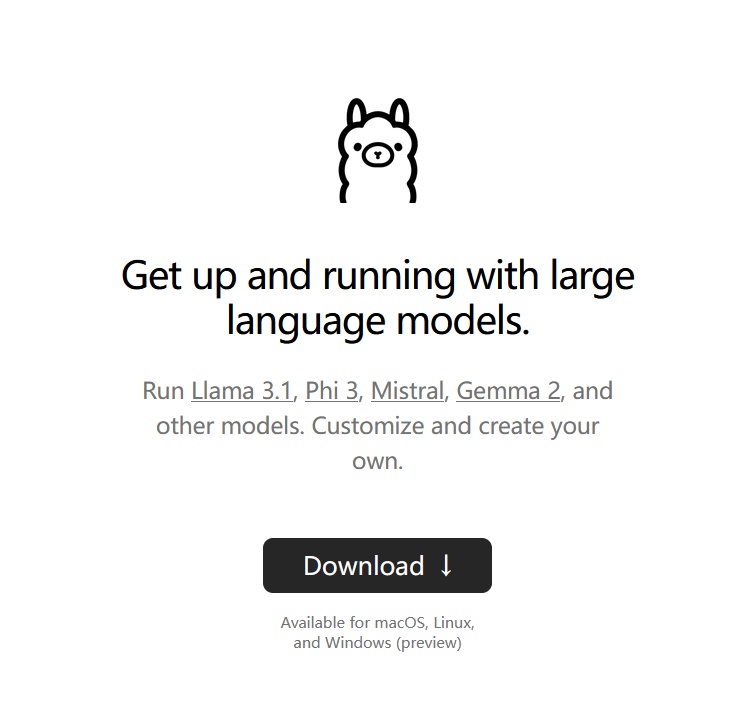 Get up and running with large
language models.
Run Llama 3.1, Phi 3, Mistral, Gemma 2, and
other models. Customize and create your
own.
Download ↓
Available for macOS, Linux,
and Windows (preview)